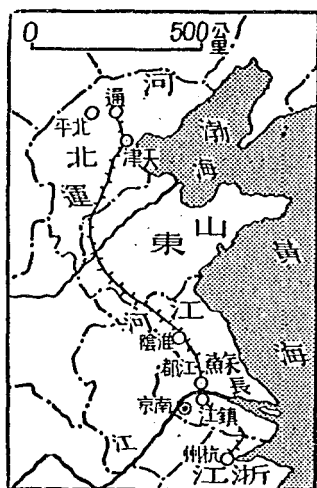 0 500公里
河北
通
北平
天津
渤海
運河
山東
黃海
江蘇
淮陰
江都
長江
鎮江
南京
杭州
浙江